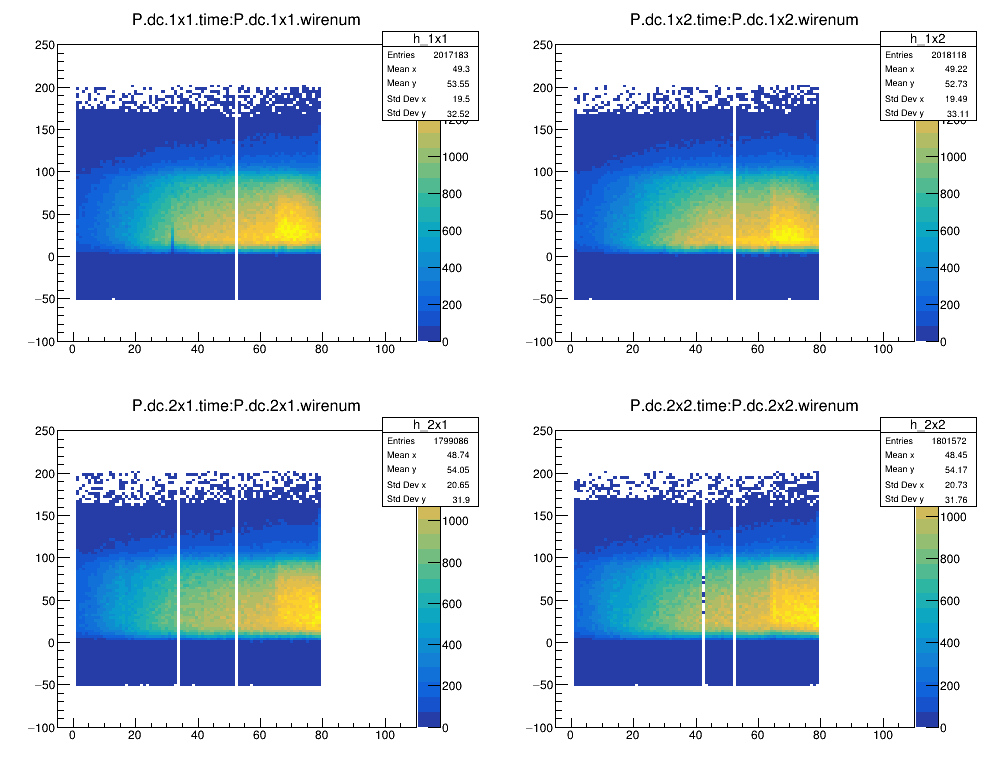 P.dc.1x1.time:P.dc.1x1.wirenum
h_1x1
Entries 2017183
Mean x 49.3
Mean y 53.55
Std Dev x 19.5
Std Dev y 32.52
250
200
150
100
50
0
−50
−100
0 20 40 60 80 100
1200
1000
800
600
400
200
0
P.dc.1x2.time:P.dc.1x2.wirenum
h_1x2
Entries 2018118
Mean x 49.22
Mean y 52.73
Std Dev x 19.49
Std Dev y 33.11
250
200
150
100
50
0
−50
−100
0 20 40 60 80 100
1200
1000
800
600
400
200
0
P.dc.2x1.time:P.dc.2x1.wirenum
h_2x1
Entries 1799086
Mean x 48.74
Mean y 54.05
Std Dev x 20.65
Std Dev y 31.9
250
200
150
100
50
0
−50
−100
0 20 40 60 80 100
1000
800
600
400
200
0
P.dc.2x2.time:P.dc.2x2.wirenum
h_2x2
Entries 1801572
Mean x 48.45
Mean y 54.17
Std Dev x 20.73
Std Dev y 31.76
250
200
150
100
50
0
−50
−100
0 20 40 60 80 100
1000
800
600
400
200
0